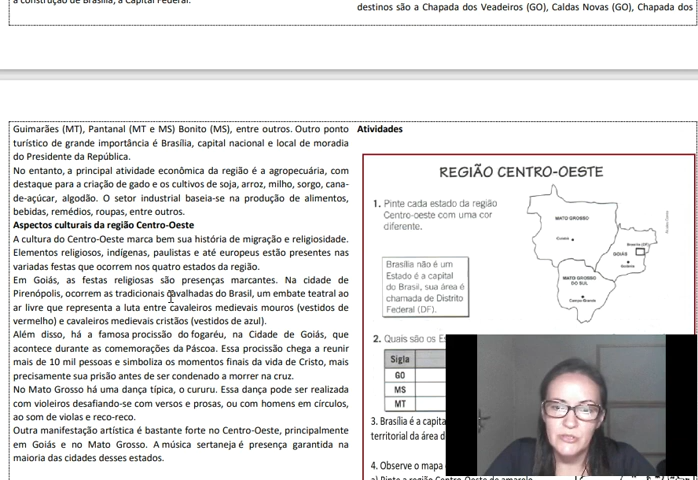 a construção de Brasília, a Capital Federal.
destinos são a Chapada dos Veadeiros (GO), Caldas Novas (GO), Chapada dos
Guimarães (MT), Pantanal (MT e MS) Bonito (MS), entre outros. Outro ponto
turístico de grande importância é Brasília, capital nacional e local de moradia
do Presidente da República.
No entanto, a principal atividade econômica da região é a agropecuária, com
destaque para a criação de gado e os cultivos de soja, arroz, milho, sorgo, cana-
de-açúcar, algodão. O setor industrial baseia-se na produção de alimentos,
bebidas, remédios, roupas, entre outros.
Aspectos culturais da região Centro-Oeste
A cultura do Centro-Oeste marca bem sua história de migração e religiosidade.
Elementos religiosos, indígenas, paulistas e até europeus estão presentes nas
variadas festas que ocorrem nos quatro estados da região.
Em Goiás, as festas religiosas são presenças marcantes. Na cidade de
Pirenópolis, ocorrem as tradicionais cavalhadas do Brasil, um embate teatral ao
ar livre que representa a luta entre cavaleiros medievais mouros (vestidos de
vermelho) e cavaleiros medievais cristãos (vestidos de azul).
Além disso, há a famosa procissão do fogaréu, na Cidade de Goiás, que
acontece durante as comemorações da Páscoa. Essa procissão chega a reunir
mais de 10 mil pessoas e simboliza os momentos finais da vida de Cristo, mais
precisamente sua prisão antes de ser condenado a morrer na cruz.
No Mato Grosso há uma dança típica, o cururu. Essa dança pode ser realizada
com violeiros desafiando-se com versos e prosas, ou com homens em círculos,
ao som de violas e reco-reco.
Outra manifestação artística é bastante forte no Centro-Oeste, principalmente
em Goiás e no Mato Grosso. A música sertaneja é presença garantida na
maioria das cidades desses estados.
Atividades
REGIÃO CENTRO-OESTE
1. Pinte cada estado da região
Centro-oeste com uma cor
diferente.
Brasília não é um
Estado é a capital
do Brasil, sua área é
chamada de Distrito
Federal (DF).
MATO GROSSO
Cuiabá
Brasília (DF)
GOIÁS
Goiânia
MATO GROSSO
DO SUL
Campo Grande
2. Quais são os Es
Sigla
GO
MS
MT
3. Brasília é a capita
territorial da área d
4. Observe o mapa
a) Pinte a região Centro-Oeste de amarelo